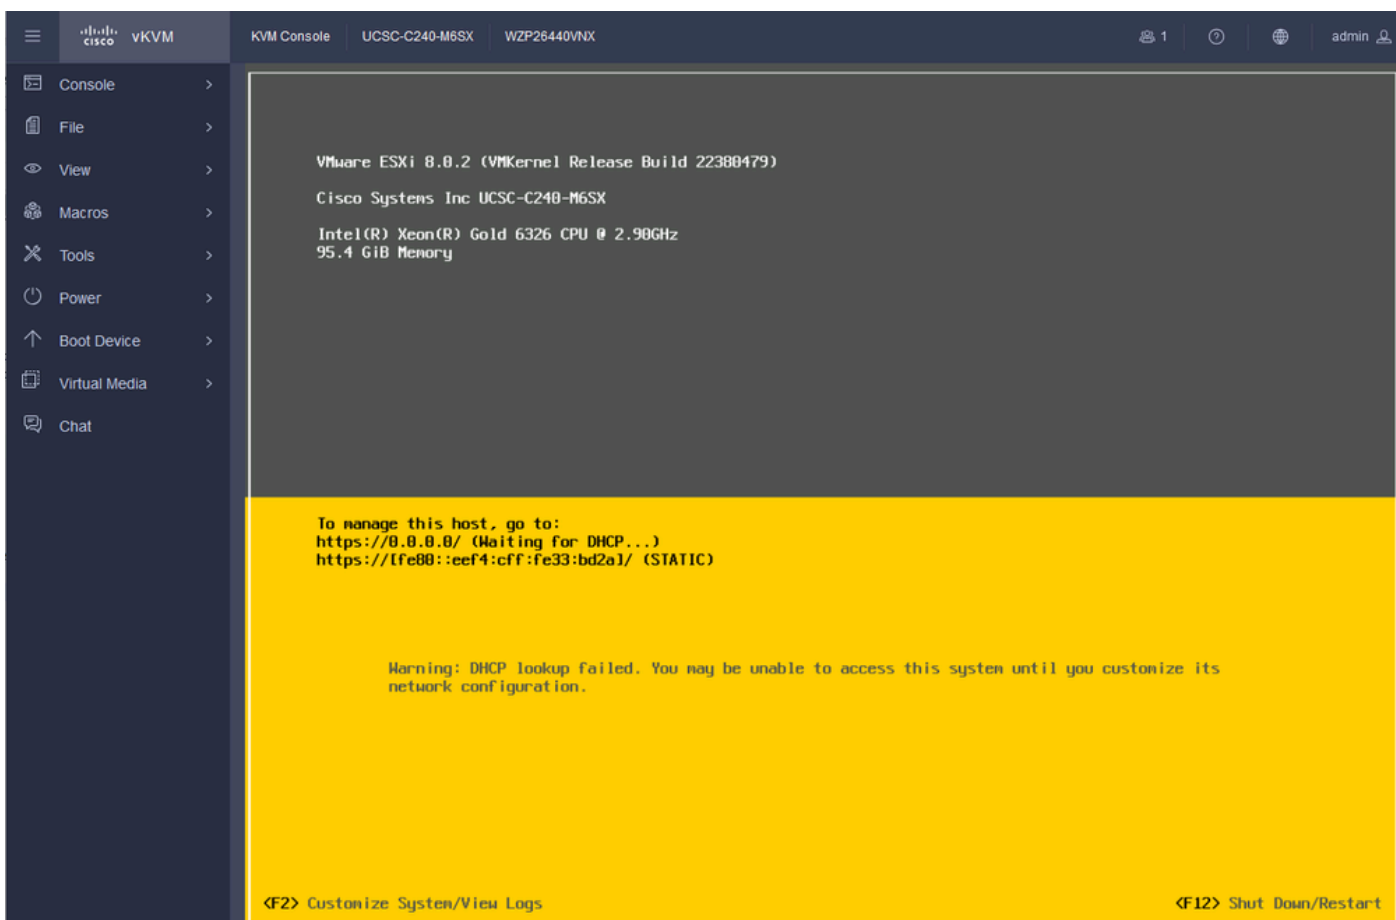 cisco vKVM
KVM Console UCSC-C240-M6SX WZP26440VNX
1
admin
Console
File
View
Macros
Tools
Power
Boot Device
Virtual Media
Chat
VMware ESXi 8.0.2 (VMKernel Release Build 22380479)
Cisco Systems Inc UCSC-C240-M6SX
Intel(R) Xeon(R) Gold 6326 CPU @ 2.90GHz
95.4 GiB Memory
To manage this host, go to:
https://0.0.0.0/ (Waiting for DHCP...)
https://[fe80::eef4:cff:fe33:bd2a]/ (STATIC)
Warning: DHCP lookup failed. You may be unable to access this system until you customize its
network configuration.
<F2> Customize System/View Logs
<F12> Shut Down/Restart